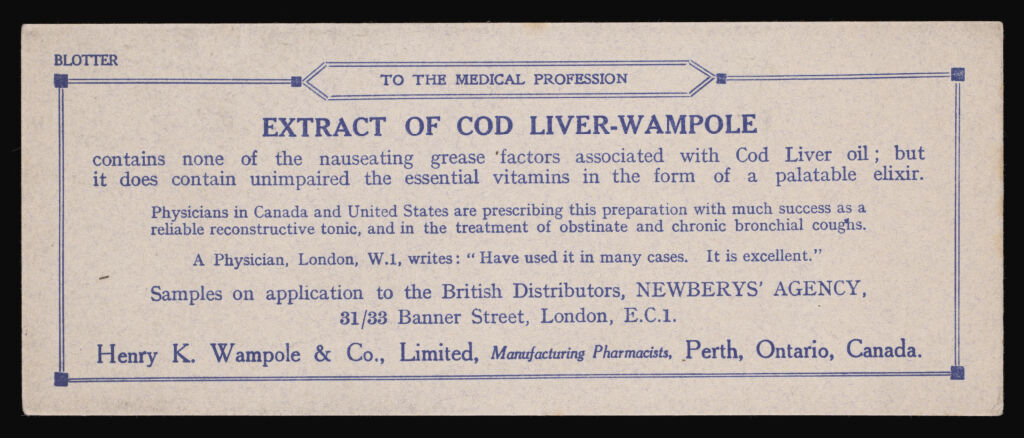 BLOTTER
TO THE MEDICAL PROFESSION
EXTRACT OF COD LIVER-WAMPOLE
contains none of the nauseating grease factors associated with Cod Liver oil; but
it does contain unimpaired the essential vitamins in the form of a palatable elixir.
Physicians in Canada and United States are prescribing this preparation with much success as a
reliable reconstructive tonic, and in the treatment of obstinate and chronic bronchial coughs.
A Physician, London, W.1, writes: “Have used it in many cases. It is excellent.”
Samples on application to the British Distributors, NEWBERYS' AGENCY,
31/33 Banner Street, London, E.C.1.
Henry K. Wampole & Co., Limited, Manufacturing Pharmacists, Perth, Ontario, Canada.